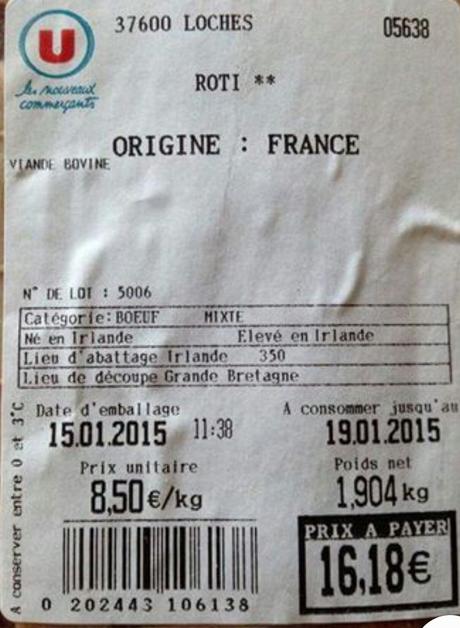 U
37600 LOCHES
05638
les nouveaux
commerçants
ROTI **
ORIGINE : FRANCE
VIANDE BOVINE
N° DE LOT : 5006
Catégorie: BOEUF MIXTE
Né en Irlande Elevé en Irlande
Lieu d'abattage Irlande 350
Lieu de découpe Grande Bretagne
A conserver entre 0 et 3°C
Date d'emballage
A consommer jusqu'au
15.01.2015 11:38
19.01.2015
Prix unitaire
Poids net
8,50€/kg
1,904 kg
PRIX A PAYER
16,18€
0 202443 106138